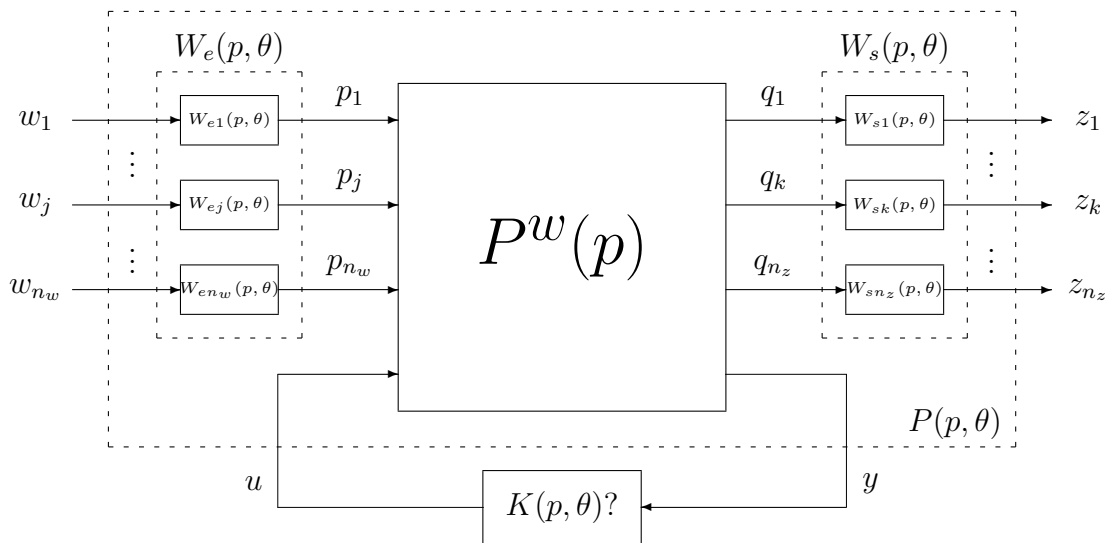 W_e(p, θ) W_s(p, θ)
w_1 W_{e1}(p, θ) p_1 q_1 W_{s1}(p, θ) z_1
⋮ ⋮
w_j W_{ej}(p, θ) p_j P^w(p) q_k W_{sk}(p, θ) z_k
⋮ ⋮
w_{n_w} W_{en_w}(p, θ) p_{n_w} q_{n_z} W_{sn_z}(p, θ) z_{n_z}
P(p, θ)
u K(p, θ)? y